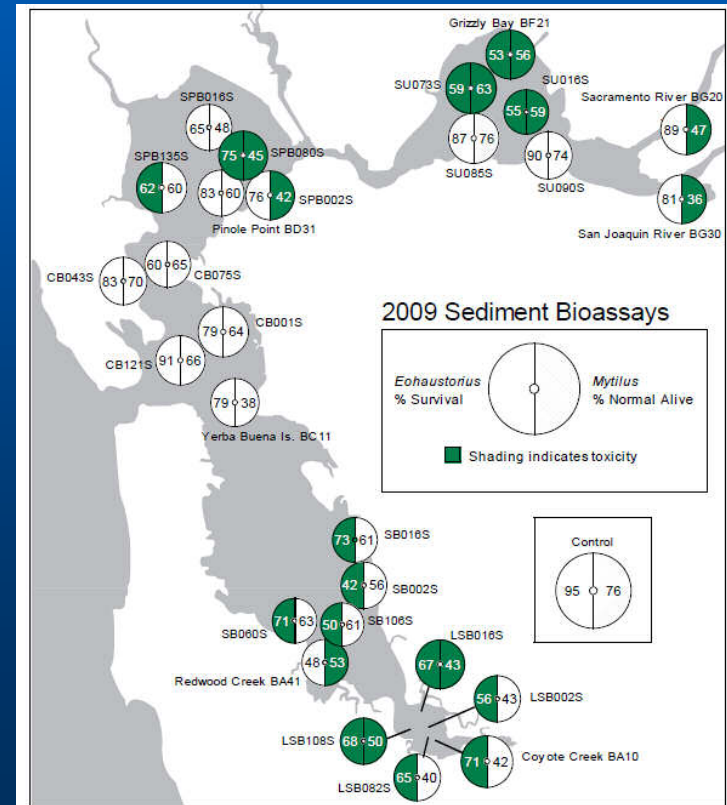 Grizzly Bay BF21
53 56
SU073S
59 63
SU016S
55 59
Sacramento River BG20
89 47
SPB016S
65 48
SPB080S
75 45
SPB135S
62 60
87 76
SU085S
90 74
SU090S
83 60
76 42
SPB002S
Pinole Point BD31
81 36
San Joaquin River BG30
CB043S
83 70
60 65
CB075S
CB001S
79 64
CB121S
91 66
79 38
Yerba Buena Is. BC11
2009 Sediment Bioassays
Eohaustorius
% Survival
Mytilus
% Normal Alive
Shading indicates toxicity
Control
95 76
SB016S
73 61
42 56
SB002S
SB060S
71 63
50 61
SB106S
48 53
Redwood Creek BA41
LSB016S
67 43
LSB002S
56 43
LSB108S
68 50
71 42
Coyote Creek BA10
65 40
LSB082S